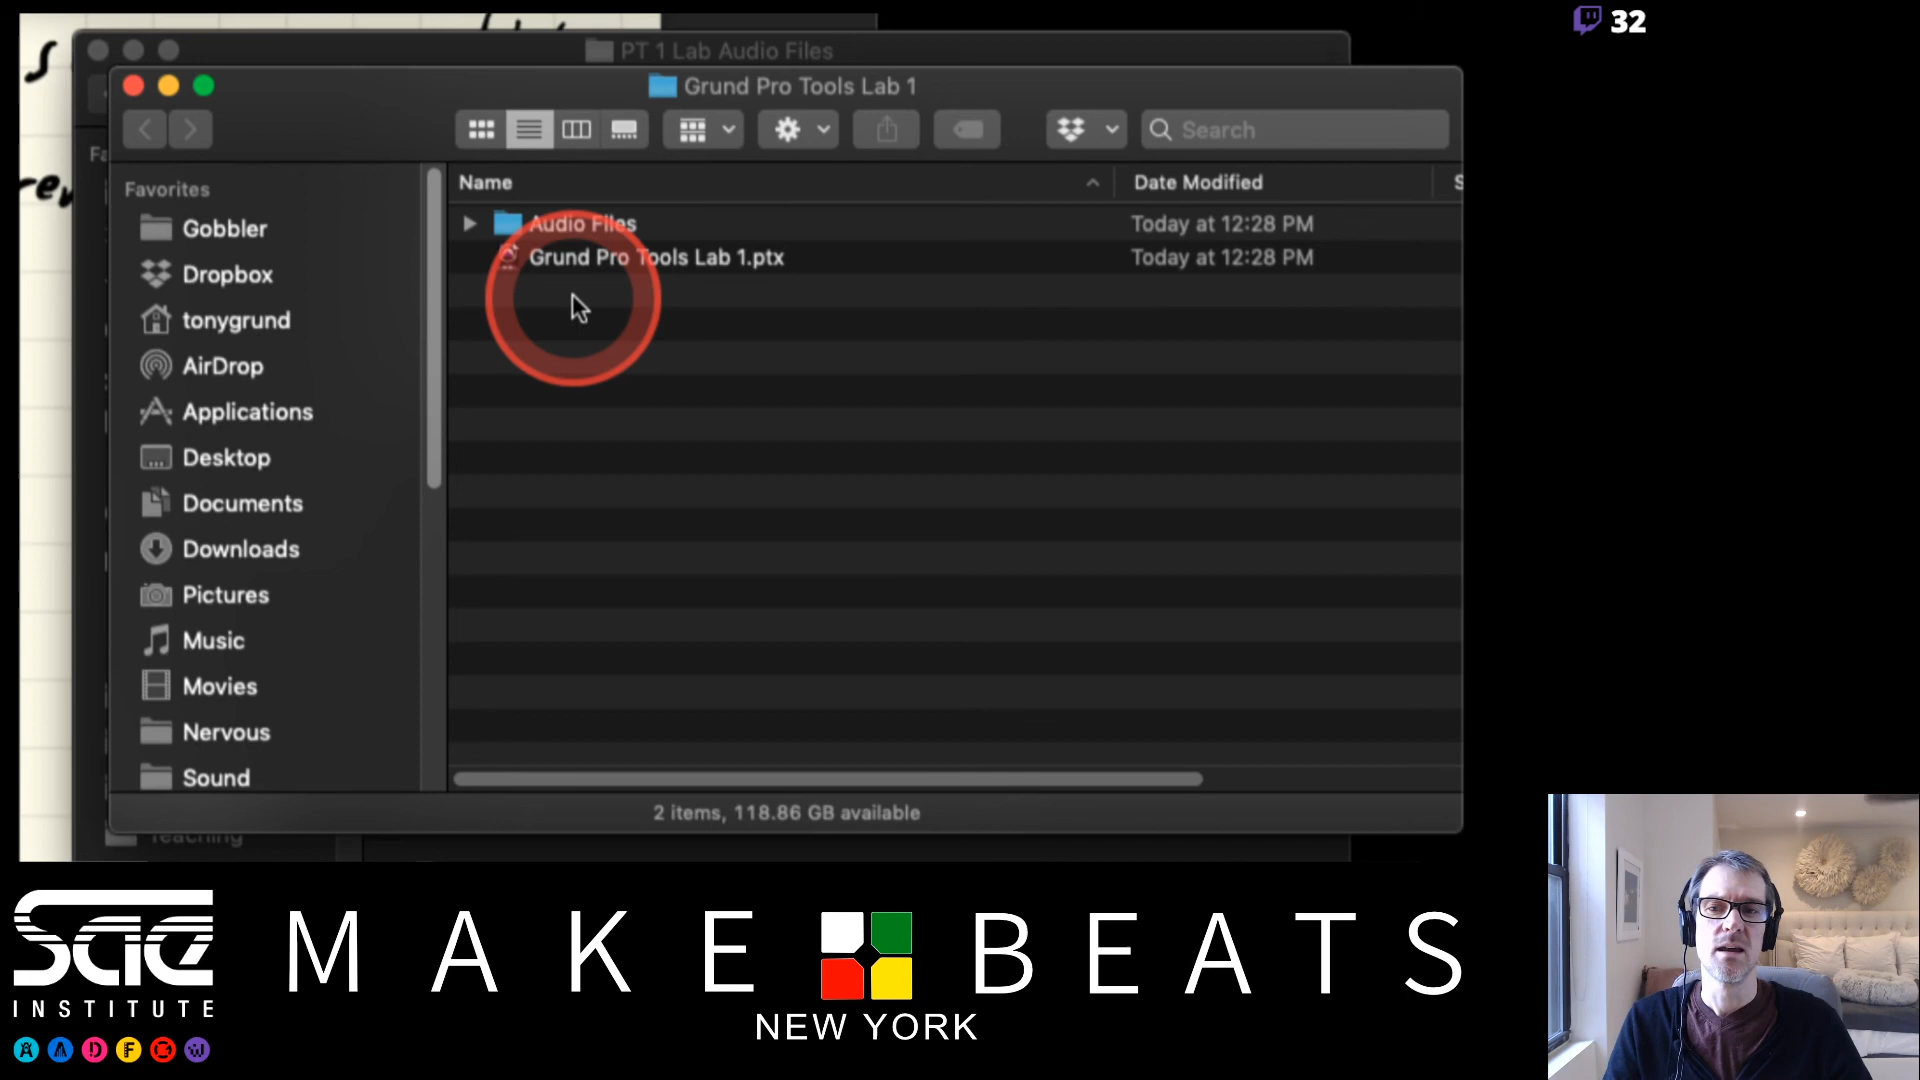 32
PT 1 Lab Audio Files
Grund Pro Tools Lab 1
Search
Favorites
Gobbler
Dropbox
tonygrund
AirDrop
Applications
Desktop
Documents
Downloads
Pictures
Music
Movies
Nervous
Sound
Teaching
Name
Date Modified
Audio Files
Today at 12:28 PM
Grund Pro Tools Lab 1.ptx
Today at 12:28 PM
2 items, 118.86 GB available
sae
INSTITUTE
MAKE BEATS
NEW YORK